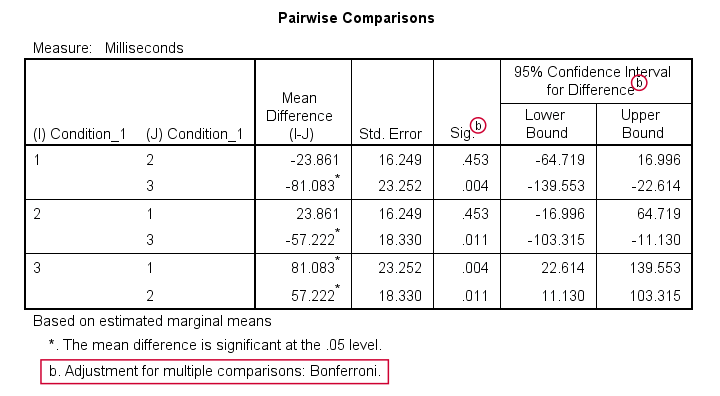 Pairwise Comparisons
Measure: Milliseconds
(I) Condition_1 (J) Condition_1 Mean Difference (I-J) Std. Error Sig.b 95% Confidence Interval for Differenceb
Lower Bound Upper Bound
1 2 -23.861 16.249 .453 -64.719 16.996
3 -81.083* 23.252 .004 -139.553 -22.614
2 1 23.861 16.249 .453 -16.996 64.719
3 -57.222* 18.330 .011 -103.315 -11.130
3 1 81.083* 23.252 .004 22.614 139.553
2 57.222* 18.330 .011 11.130 103.315
Based on estimated marginal means
*. The mean difference is significant at the .05 level.
b. Adjustment for multiple comparisons: Bonferroni.